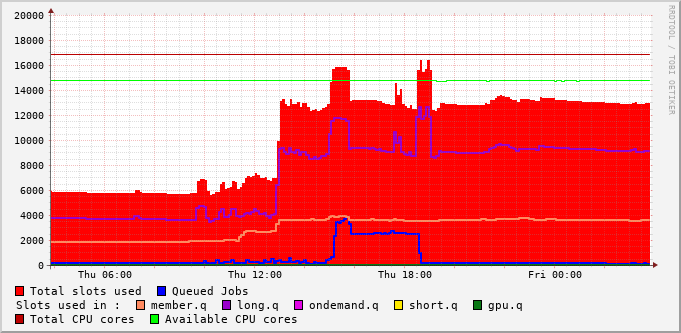 20000
18000
16000
14000
12000
10000
8000
6000
4000
2000
0
Thu 06:00 Thu 12:00 Thu 18:00 Fri 00:00
RRDTOOL / TOBI OETIKER
Total slots used Queued Jobs
Slots used in : member.q long.q ondemand.q short.q gpu.q
Total CPU cores Available CPU cores